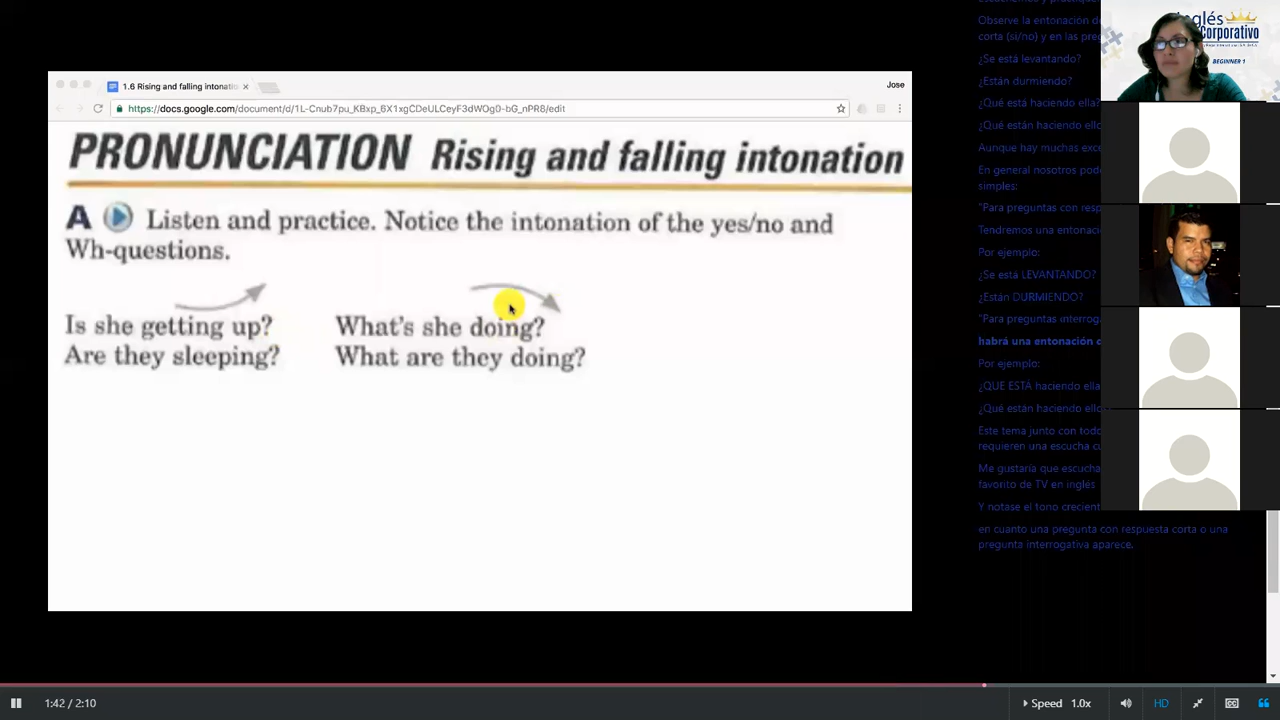 1.6 Rising and falling intonatio
Jose
https://docs.google.com/document/d/1L-Cnub7pu_KBxp_6X1xgCDeULCeyF3dWOg0-bG_nPR8/edit
PRONUNCIATION Rising and falling intonation
A Listen and practice. Notice the intonation of the yes/no and
Wh-questions.
Is she getting up?
Are they sleeping?
What's she doing?
What are they doing?
Observe la entonación de
corta (si/no) y en las pre
¿Se está levantando?
¿Están durmiendo?
¿Qué está haciendo ella?
¿Qué están haciendo ello
Aunque hay muchas exce
En general nosotros pod
simples:
"Para preguntas con resp
Tendremos una entonaci
Por ejemplo:
¿Se está LEVANTANDO?
¿Están DURMIENDO?
"Para preguntas interrog
habrá una entonación d
Por ejemplo:
¿QUE ESTÁ haciendo ella
¿Qué están haciendo ello
Este tema junto con todo
requieren una escucha cu
Me gustaría que escucha
favorito de TV en inglés
Y notase el tono crecient
en cuanto una pregunta con respuesta corta o una
pregunta interrogativa aparece.
Inglés
Corporativo
BEGINNER 1
1:42 / 2:10
Speed 1.0x
HD
CC